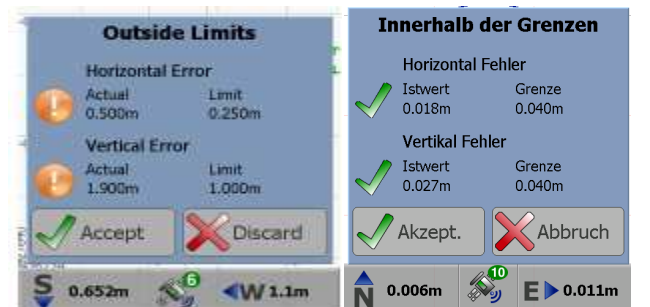 Outside Limits
Horizontal Error
Actual Limit
0.500m 0.250m
Vertical Error
Actual Limit
1.900m 1.000m
Accept Discard
S 0.652m 6 W 1.1m
Innerhalb der Grenzen
Horizontal Fehler
Istwert Grenze
0.018m 0.040m
Vertikal Fehler
Istwert Grenze
0.027m 0.040m
Akzept. Abbruch
N 0.006m 10 E 0.011m